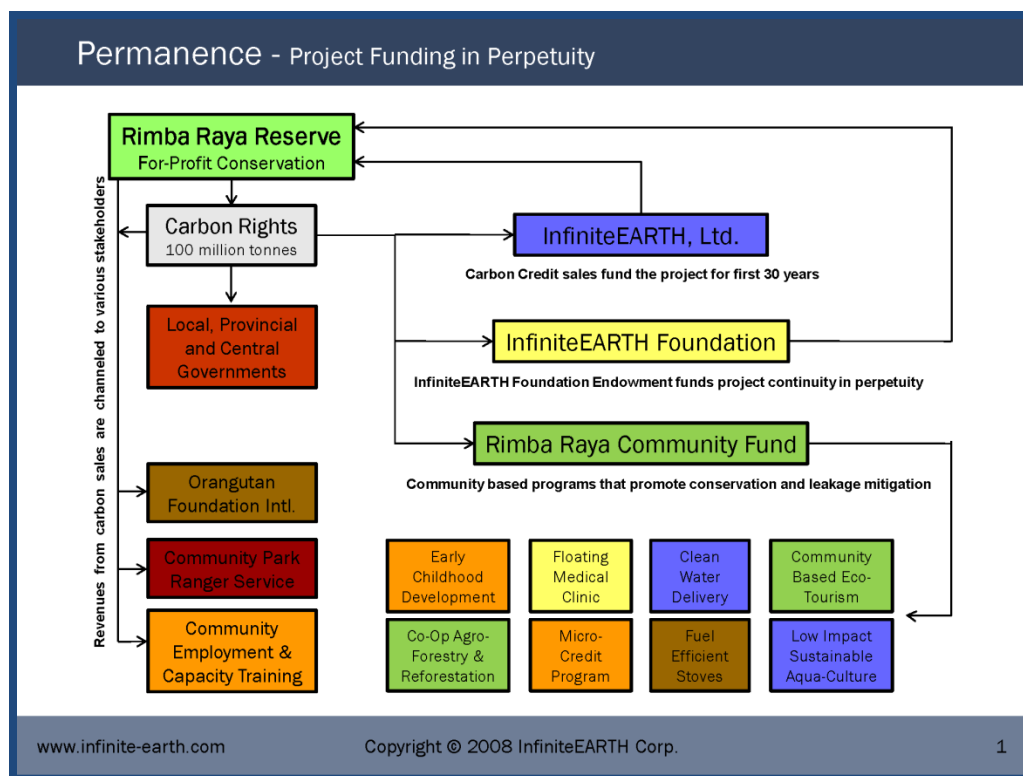 Permanence - Project Funding in Perpetuity
Rimba Raya Reserve
For-Profit Conservation
Revenues from carbon sales are channeled to various stakeholders
Carbon Rights
100 million tonnes
Local, Provincial
and Central
Governments
Orangutan
Foundation Intl.
Community Park
Ranger Service
Community
Employment &
Capacity Training
InfiniteEARTH, Ltd.
Carbon Credit sales fund the project for first 30 years
InfiniteEARTH Foundation
InfiniteEARTH Foundation Endowment funds project continuity in perpetuity
Rimba Raya Community Fund
Community based programs that promote conservation and leakage mitigation
Early
Childhood
Development
Floating
Medical
Clinic
Clean
Water
Delivery
Community
Based Eco-
Tourism
Co-Op Agro-
Forestry &
Reforestation
Micro-
Credit
Program
Fuel
Efficient
Stoves
Low Impact
Sustainable
Aqua-Culture
www.infinite-earth.com
Copyright © 2008 InfiniteEARTH Corp.
1